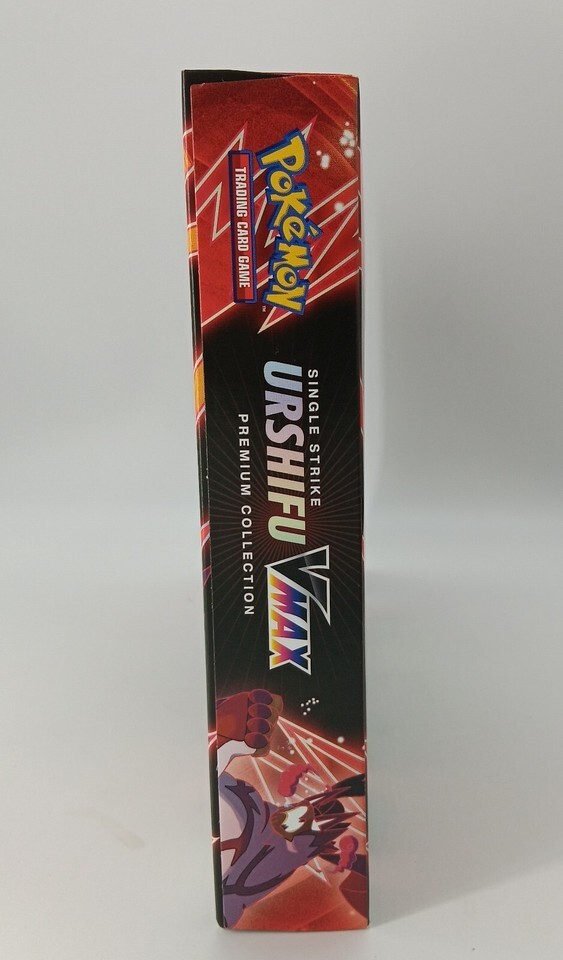 POKéMON
TRADING CARD GAME
SINGLE STRIKE
URSHIFU VMAX
PREMIUM COLLECTION